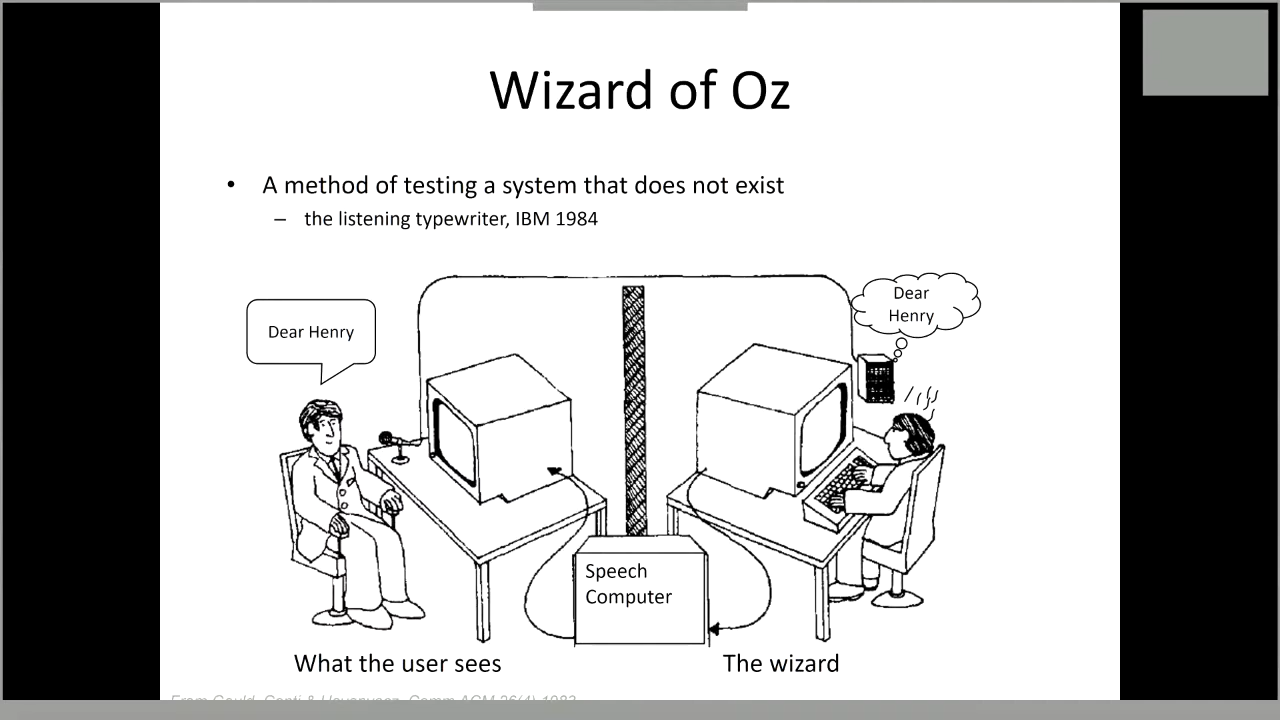 Wizard of Oz
• A method of testing a system that does not exist
– the listening typewriter, IBM 1984
Dear Henry
Dear
Henry
Speech
Computer
What the user sees
The wizard